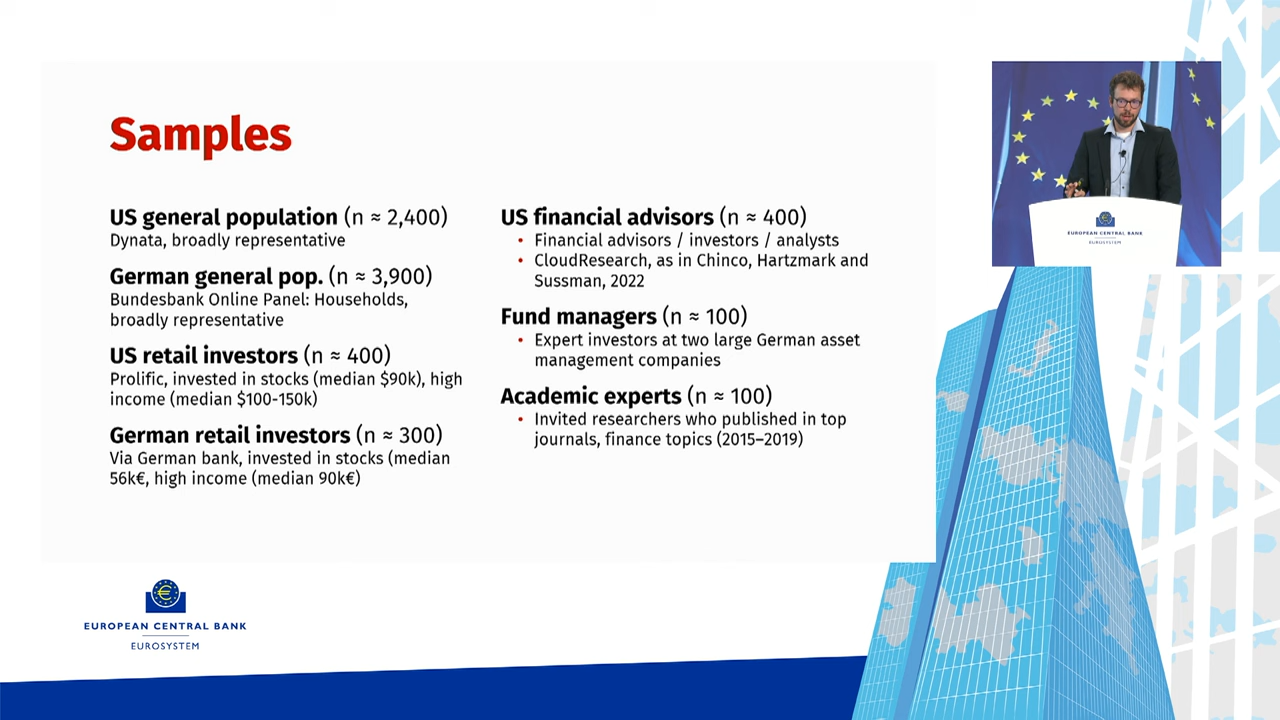 Samples
US general population (n ≈ 2,400)
Dynata, broadly representative
German general pop. (n ≈ 3,900)
Bundesbank Online Panel: Households,
broadly representative
US retail investors (n ≈ 400)
Prolific, invested in stocks (median $90k), high
income (median $100-150k)
German retail investors (n ≈ 300)
Via German bank, invested in stocks (median
56k€, high income (median 90k€)
US financial advisors (n ≈ 400)
• Financial advisors / investors / analysts
• CloudResearch, as in Chinco, Hartzmark and
Sussman, 2022
Fund managers (n ≈ 100)
• Expert investors at two large German asset
management companies
Academic experts (n ≈ 100)
• Invited researchers who published in top
journals, finance topics (2015–2019)
EUROPEAN CENTRAL BANK
EUROSYSTEM
EUROPEAN CENTRAL BANK
EUROSYSTEM